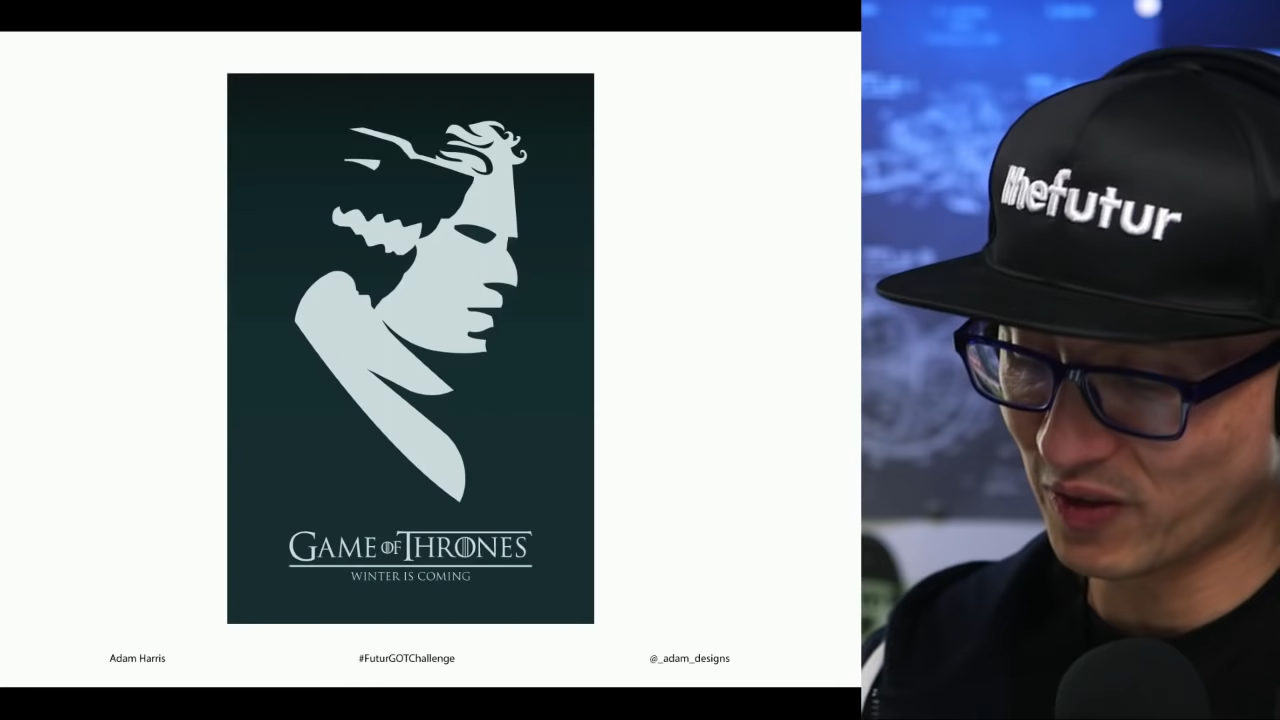 GAME OF THRONES
WINTER IS COMING
Adam Harris
#FuturGOTChallenge
@_adam_designs
thefutur